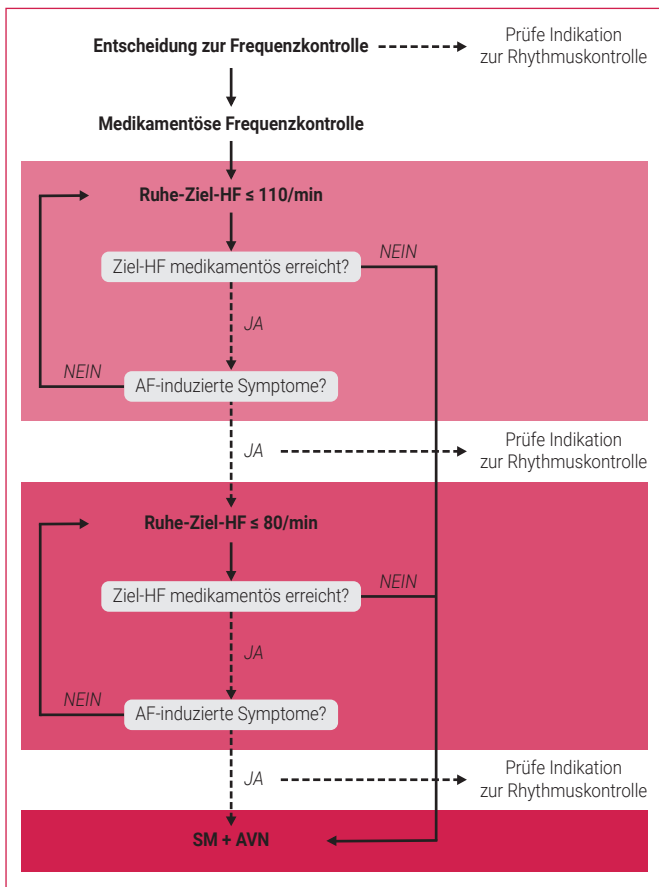 Entscheidung zur Frequenzkontrolle
Prüfe Indikation
zur Rhythmuskontrolle
Medikamentöse Frequenzkontrolle
Ruhe-Ziel-HF ≤ 110/min
Ziel-HF medikamentös erreicht?
NEIN
JA
NEIN
AF-induzierte Symptome?
JA
Prüfe Indikation
zur Rhythmuskontrolle
Ruhe-Ziel-HF ≤ 80/min
Ziel-HF medikamentös erreicht?
NEIN
JA
NEIN
AF-induzierte Symptome?
JA
Prüfe Indikation
zur Rhythmuskontrolle
SM + AVN